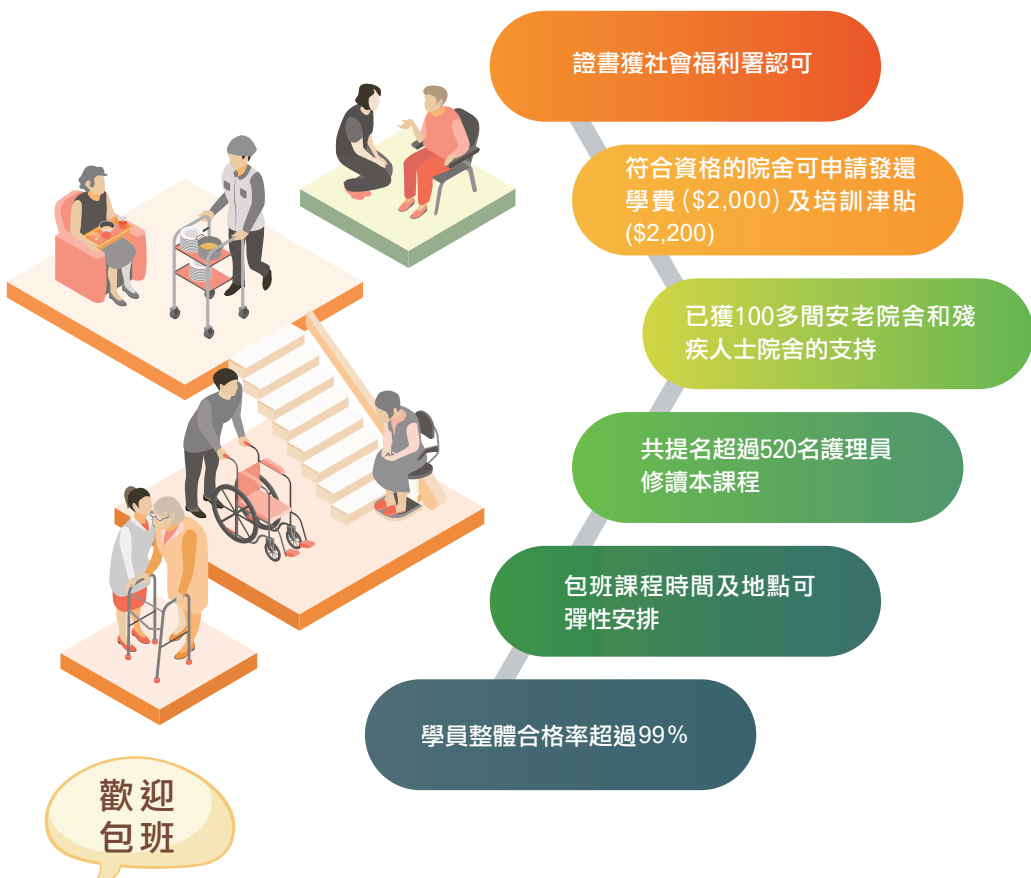 證書獲社會福利署認可
符合資格的院舍可申請發還
學費 ($2,000) 及培訓津貼
($2,200)
已獲100多間安老院舍和殘
疾人士院舍的支持
共提名超過520名護理員
修讀本課程
包班課程時間及地點可
彈性安排
學員整體合格率超過99%
歡迎
包班